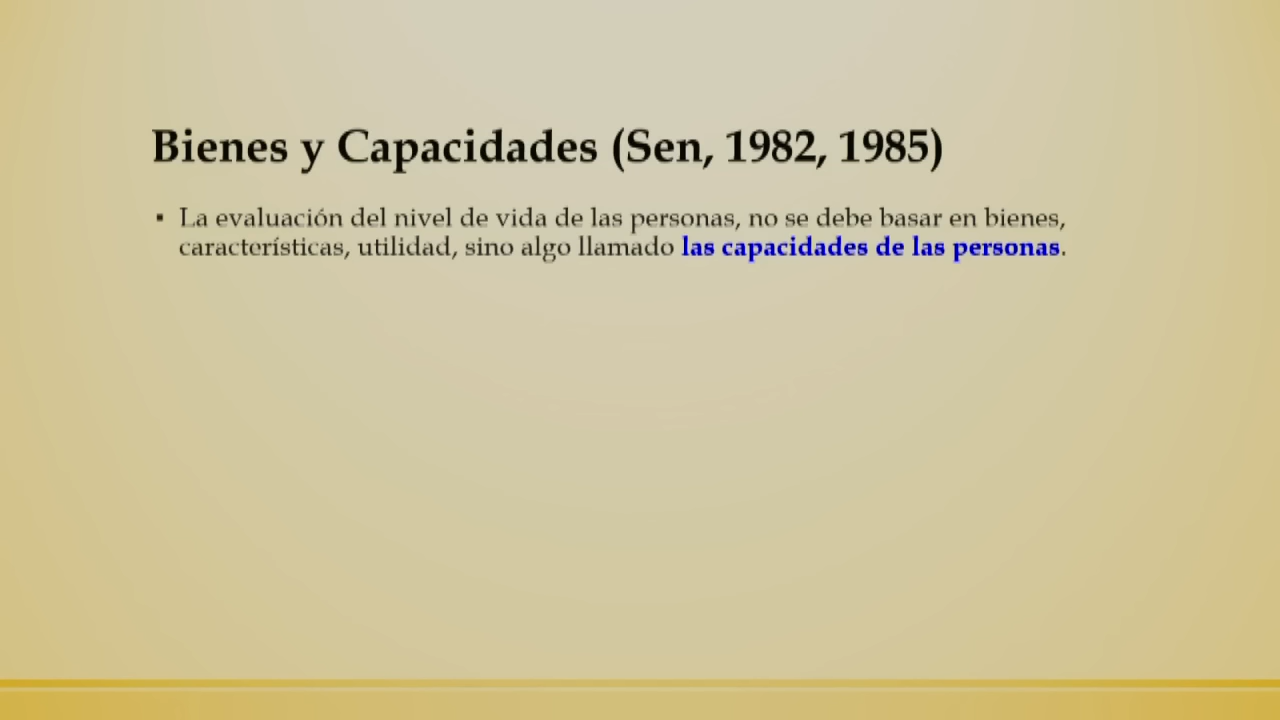 Bienes y Capacidades (Sen, 1982, 1985)
▪ La evaluación del nivel de vida de las personas, no se debe basar en bienes,
características, utilidad, sino algo llamado las capacidades de las personas.